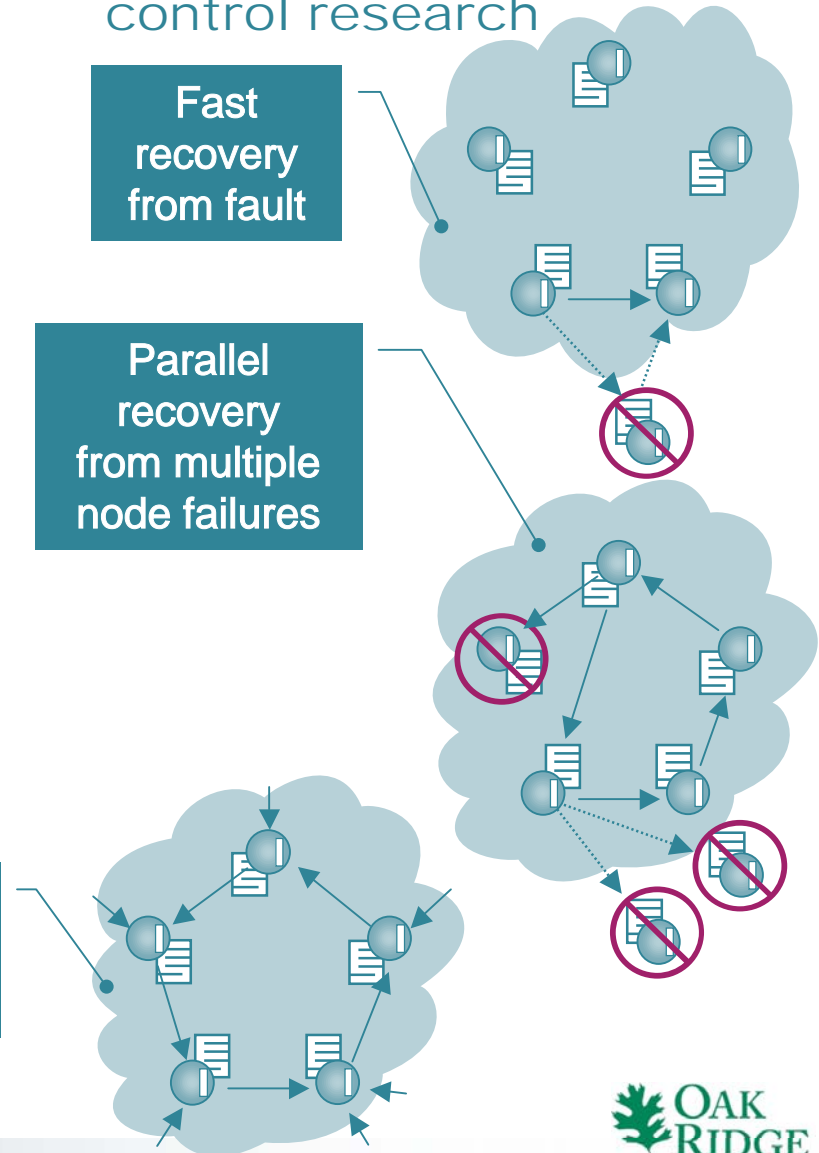 control research
Fast
recovery
from fault
Parallel
recovery
from multiple
node failures
OAK
RIDGE